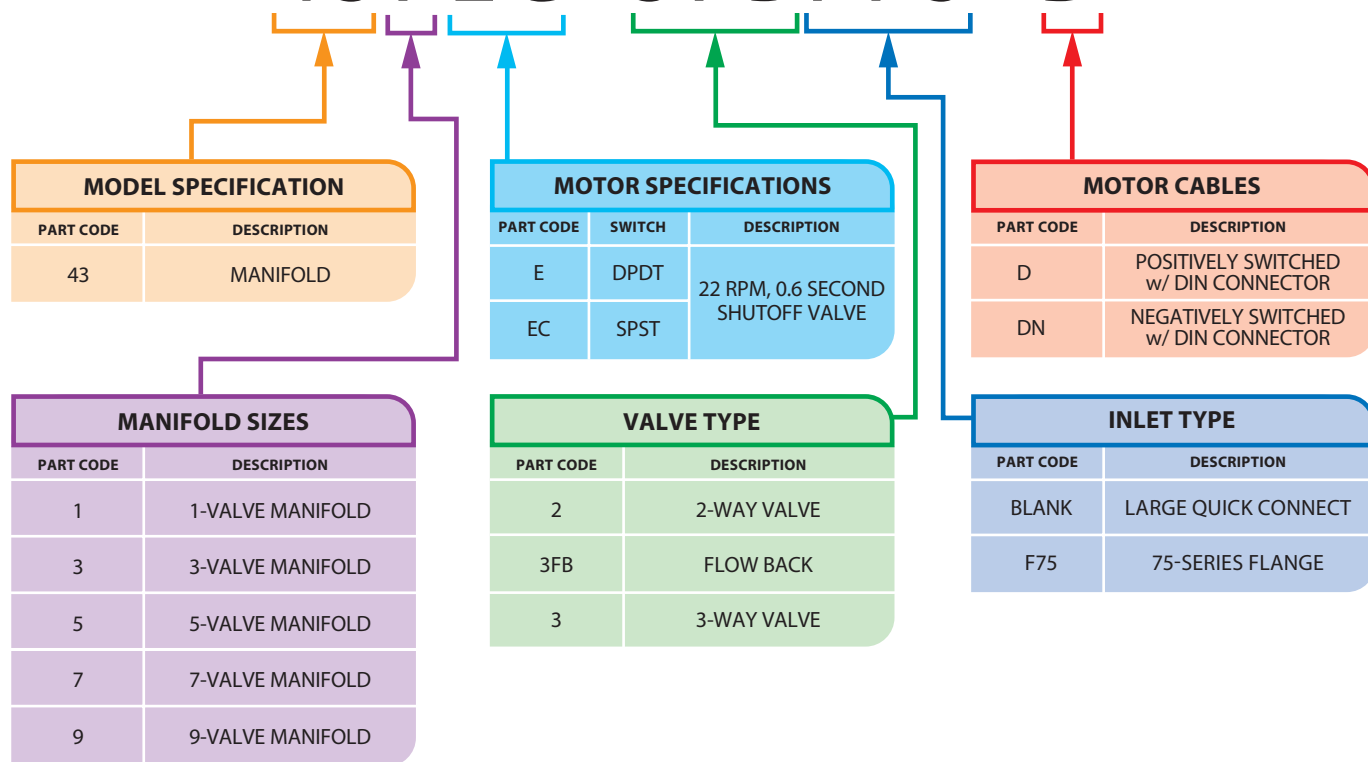 MODEL SPECIFICATION
PART CODE DESCRIPTION
43 MANIFOLD
MOTOR SPECIFICATIONS
PART CODE SWITCH DESCRIPTION
E DPDT
EC SPST
22 RPM, 0.6 SECOND
SHUTOFF VALVE
MOTOR CABLES
PART CODE DESCRIPTION
D POSITIVELY SWITCHED
w/ DIN CONNECTOR
DN NEGATIVELY SWITCHED
w/ DIN CONNECTOR
MANIFOLD SIZES
PART CODE DESCRIPTION
1 1-VALVE MANIFOLD
3 3-VALVE MANIFOLD
5 5-VALVE MANIFOLD
7 7-VALVE MANIFOLD
9 9-VALVE MANIFOLD
VALVE TYPE
PART CODE DESCRIPTION
2 2-WAY VALVE
3FB FLOW BACK
3 3-WAY VALVE
INLET TYPE
PART CODE DESCRIPTION
BLANK LARGE QUICK CONNECT
F75 75-SERIES FLANGE